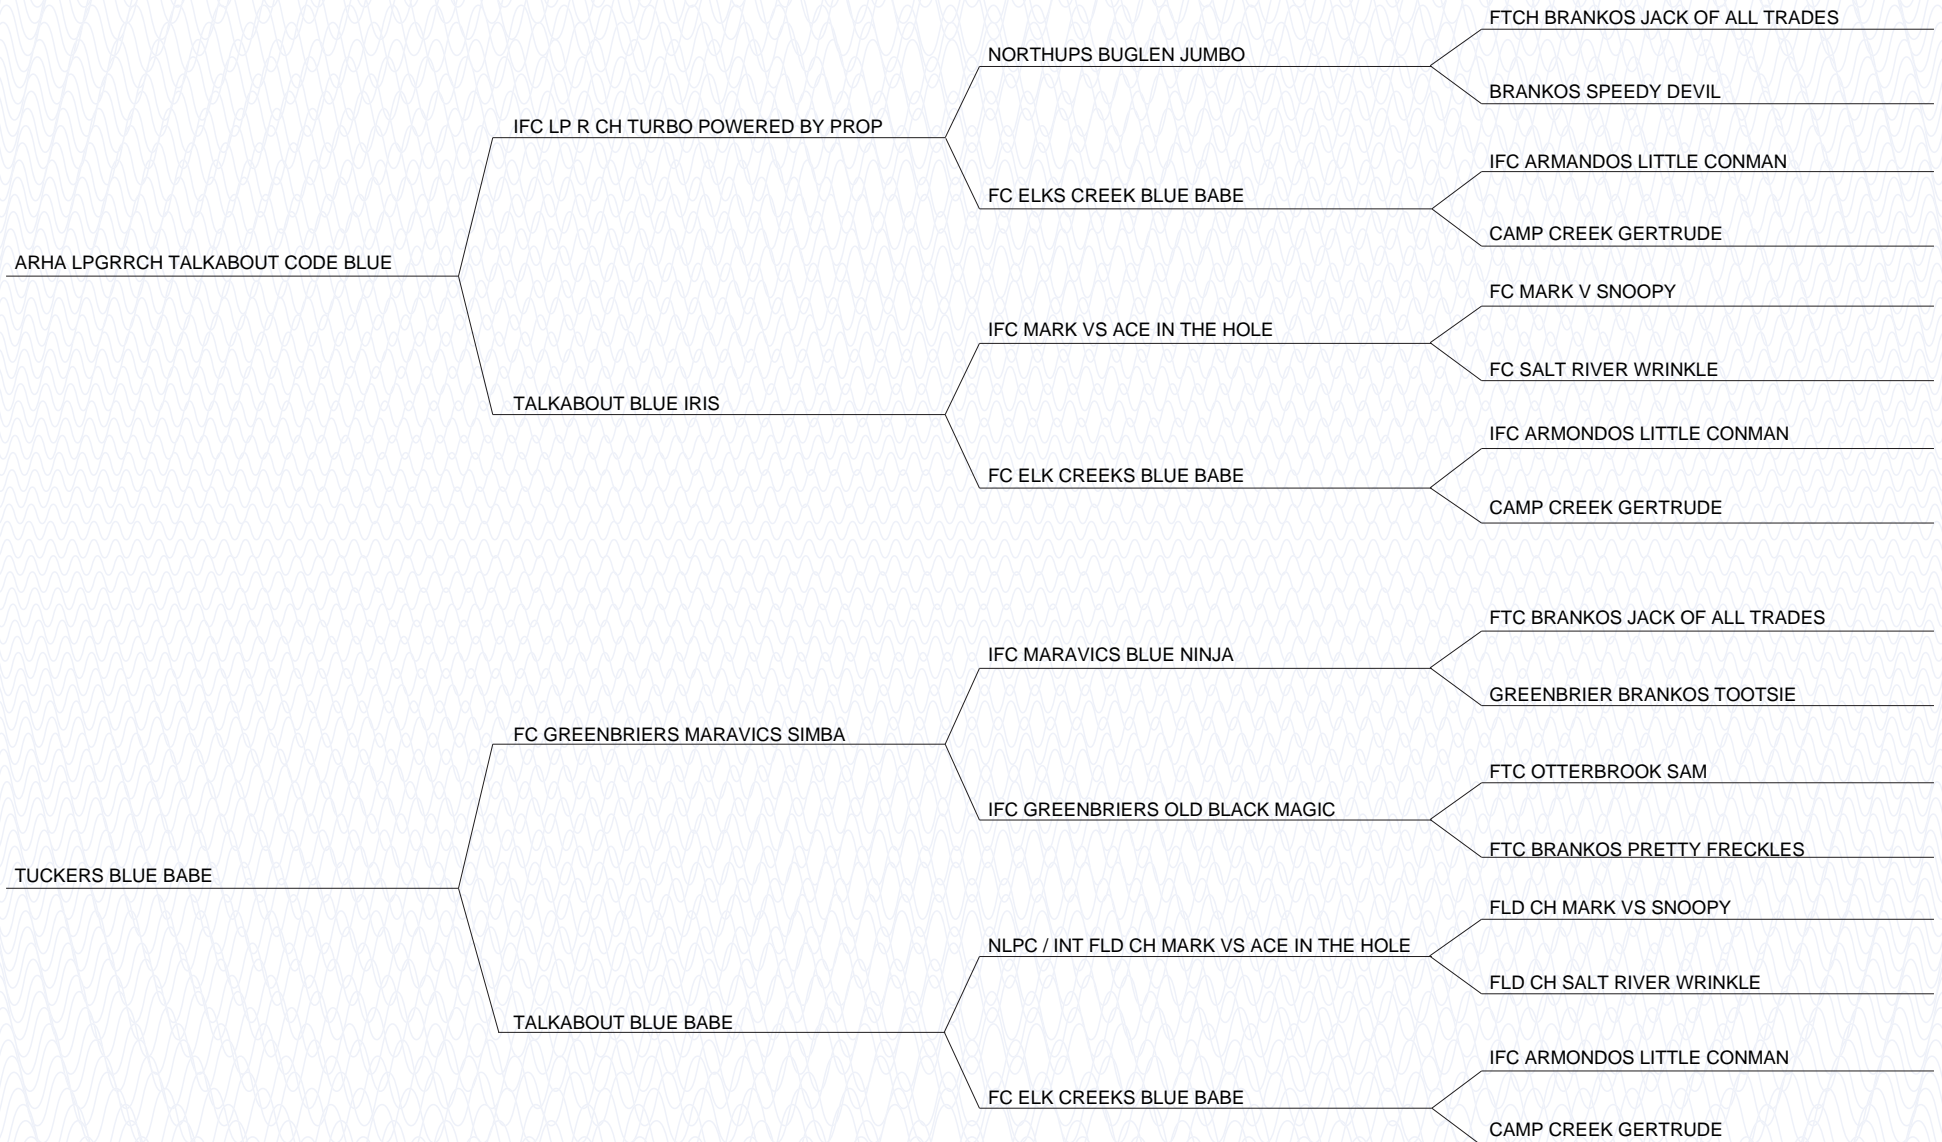 FTCH BRANKOS JACK OF ALL TRADES
NORTHUPS BUGLEN JUMBO
BRANKOS SPEEDY DEVIL
IFC LP R CH TURBO POWERED BY PROP
IFC ARMANDOS LITTLE CONMAN
FC ELKS CREEK BLUE BABE
CAMP CREEK GERTRUDE
ARHA LPGRRCH TALKABOUT CODE BLUE
FC MARK V SNOOPY
IFC MARK VS ACE IN THE HOLE
FC SALT RIVER WRINKLE
TALKABOUT BLUE IRIS
IFC ARMONDOS LITTLE CONMAN
FC ELK CREEKS BLUE BABE
CAMP CREEK GERTRUDE
FTC BRANKOS JACK OF ALL TRADES
IFC MARAVICS BLUE NINJA
GREENBRIER BRANKOS TOOTSIE
FC GREENBRIERS MARAVICS SIMBA
FTC OTTERBROOK SAM
IFC GREENBRIERS OLD BLACK MAGIC
FTC BRANKOS PRETTY FRECKLES
TUCKERS BLUE BABE
FLD CH MARK VS SNOOPY
NLPC / INT FLD CH MARK VS ACE IN THE HOLE
FLD CH SALT RIVER WRINKLE
TALKABOUT BLUE BABE
IFC ARMONDOS LITTLE CONMAN
FC ELK CREEKS BLUE BABE
CAMP CREEK GERTRUDE